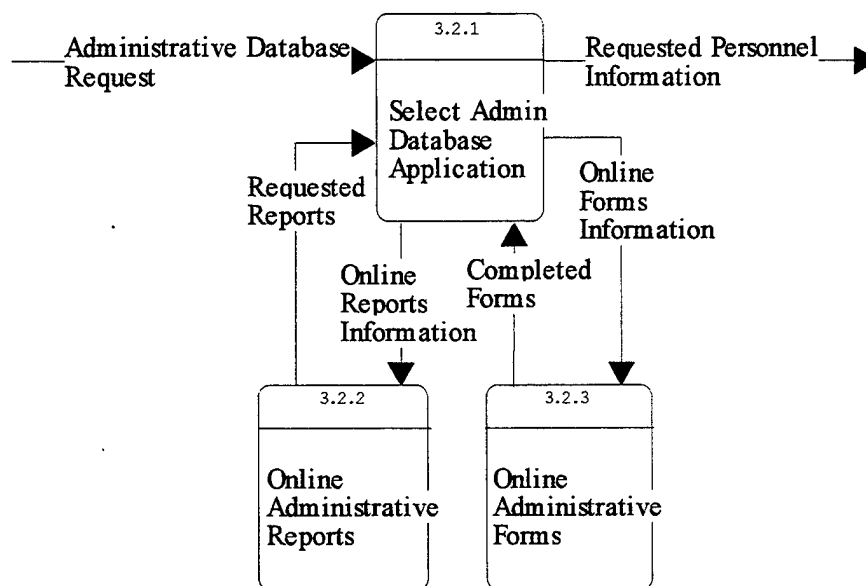 3.2.1
Administrative Database
Request
Requested Personnel
Information
Select Admin
Database
Application
Requested
Reports
Online
Forms
Information
Online
Reports
Information
Completed
Forms
3.2.2
3.2.3
Online
Administrative
Reports
Online
Administrative
Forms